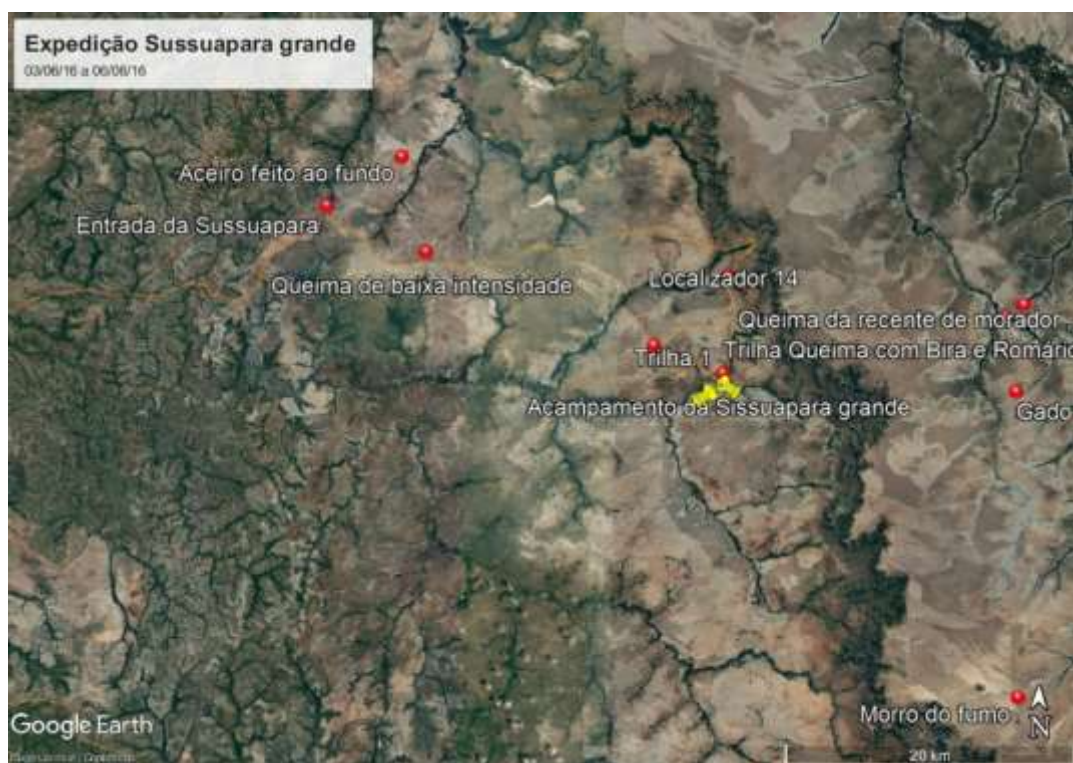 Expedição Sussuapara grande
03/06/16 a 06/06/16
Aceiro feito ao fundo
Entrada da Sussuapara
Queima de baixa intensidade
Localizador 14
Queima da recente de morador
Trilha 1
Trilha Queima com Bira e Romário
Acampamento da Sissuapara grande
Gado
Morro do fumo
N
Google Earth
20 km